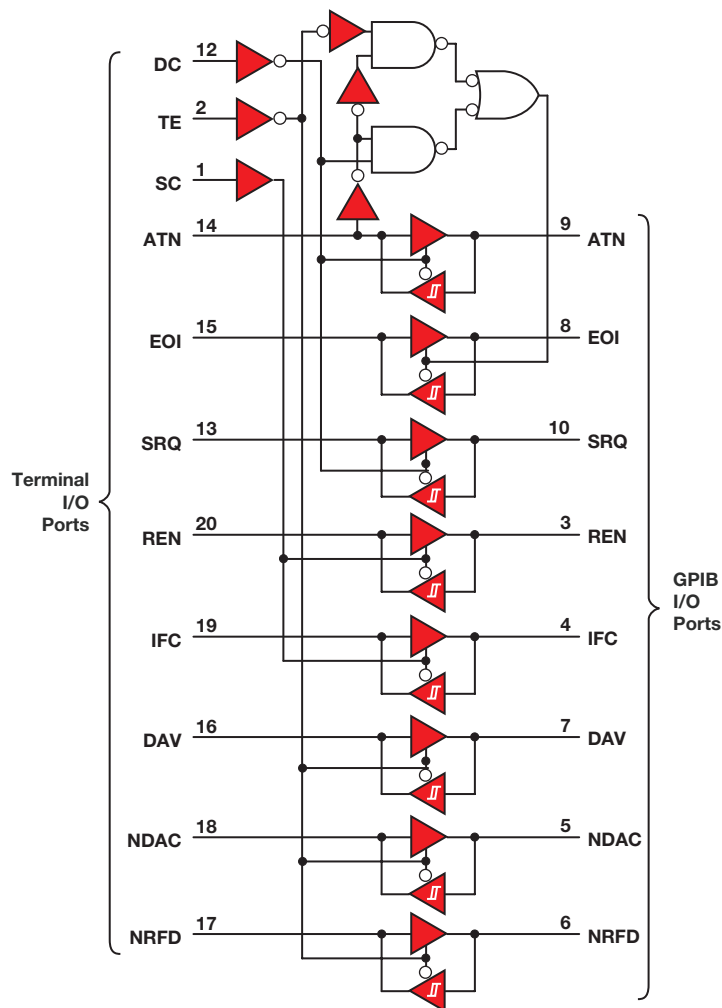 DC 12
TE 2
SC 1
ATN 14 9 ATN
EOI 15 8 EOI
SRQ 13 10 SRQ
Terminal
I/O
Ports
REN 20 3 REN
GPIB
I/O
Ports
IFC 19 4 IFC
DAV 16 7 DAV
NDAC 18 5 NDAC
NRFD 17 6 NRFD